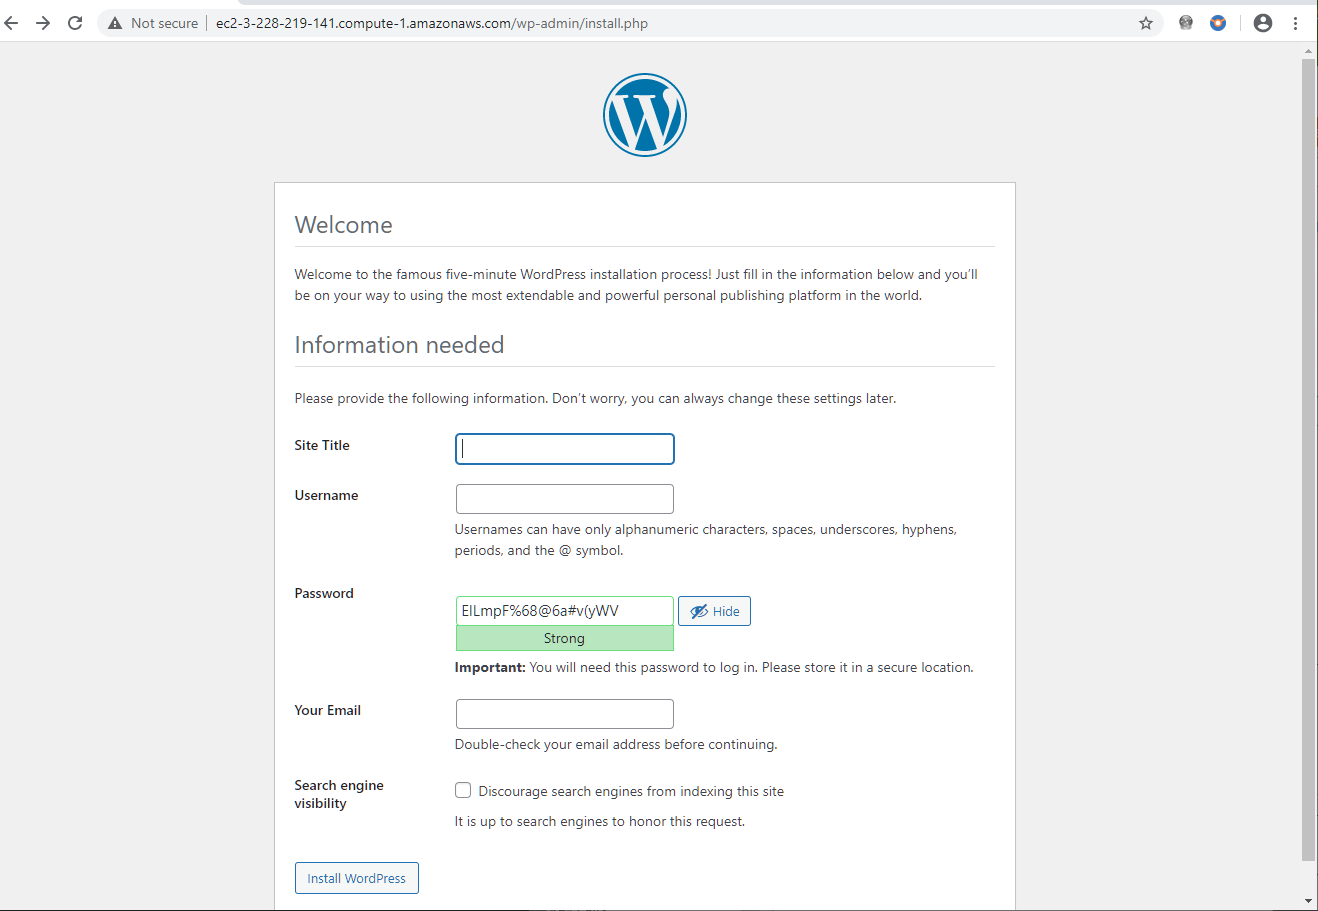 Not secure ec2-3-228-219-141.compute-1.amazonaws.com/wp-admin/install.php
Welcome
Welcome to the famous five-minute WordPress installation process! Just fill in the information below and you’ll
be on your way to using the most extendable and powerful personal publishing platform in the world.
Information needed
Please provide the following information. Don’t worry, you can always change these settings later.
Site Title
Username
Usernames can have only alphanumeric characters, spaces, underscores, hyphens,
periods, and the @ symbol.
Password
EILmpF%68@6a#v(yWV Hide
Strong
Important: You will need this password to log in. Please store it in a secure location.
Your Email
Double-check your email address before continuing.
Search engine
visibility
Discourage search engines from indexing this site
It is up to search engines to honor this request.
Install WordPress